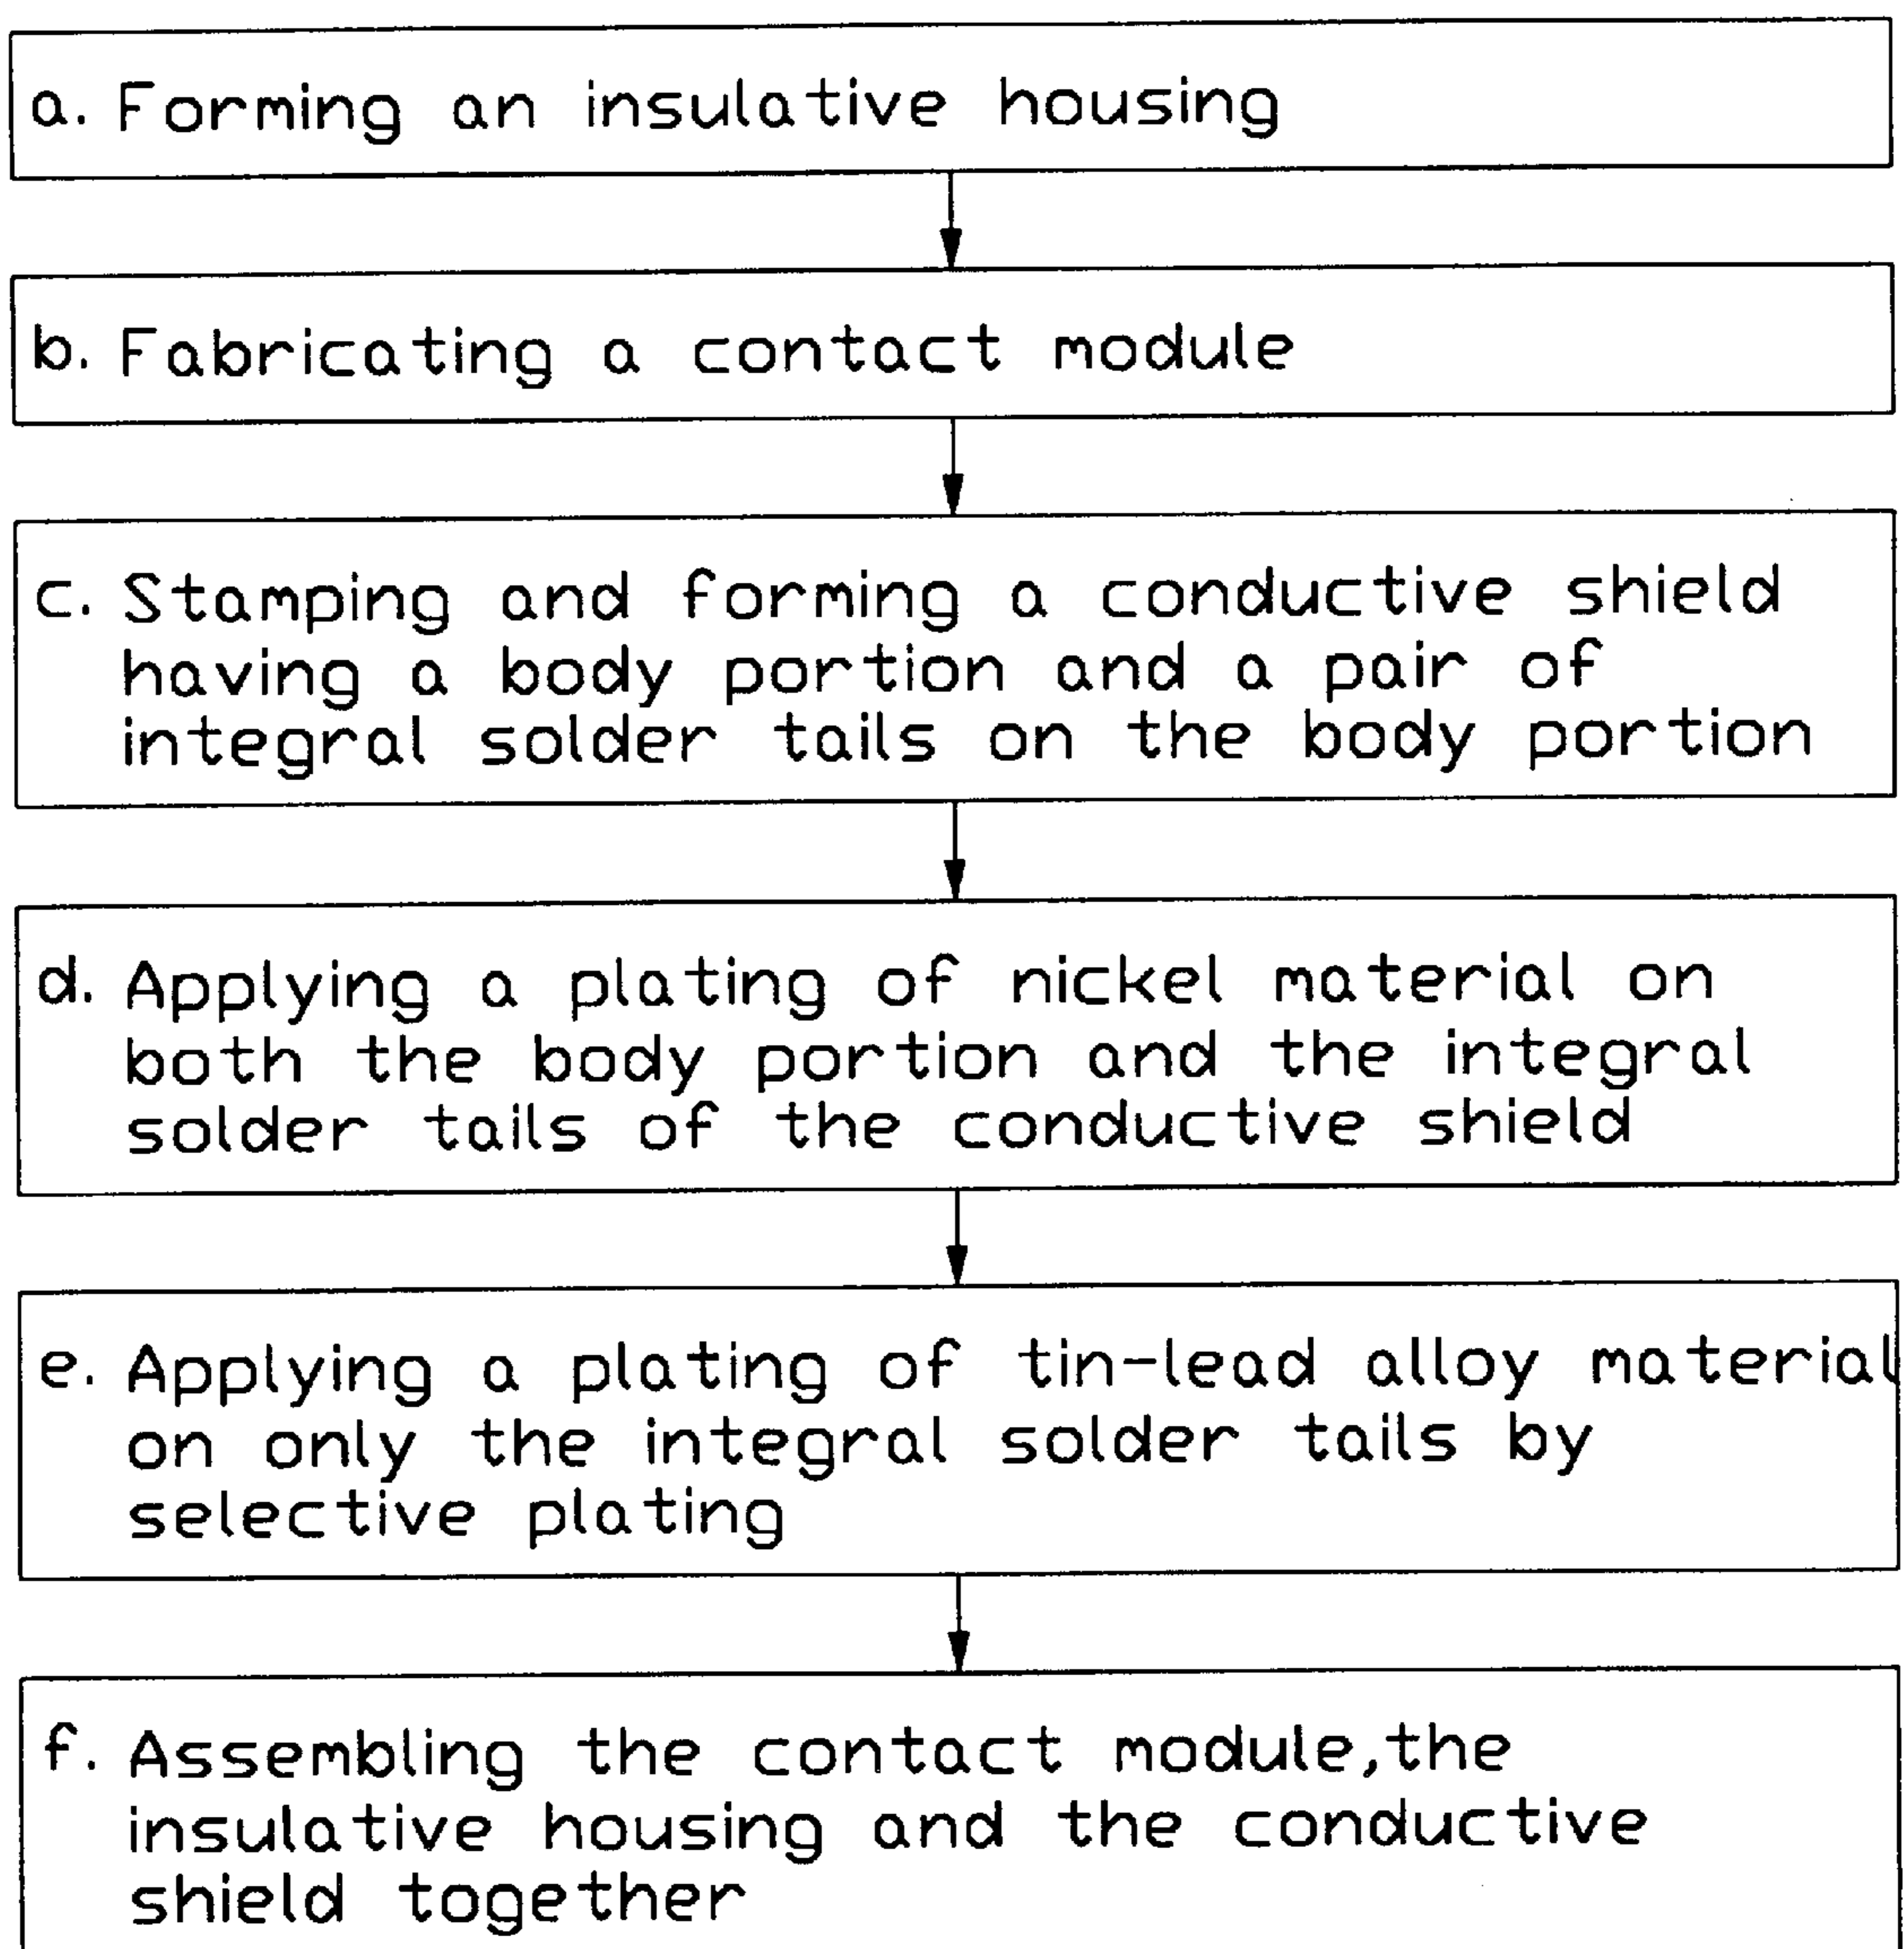 a. Forming an insulative housing
b. Fabricating a contact module
c. Stamping and forming a conductive shield
having a body portion and a pair of
integral solder tails on the body portion
d. Applying a plating of nickel material on
both the body portion and the integral
solder tails of the conductive shield
e. Applying a plating of tin-lead alloy material
on only the integral solder tails by
selective plating
f. Assembling the contact module,the
insulative housing and the conductive
shield together